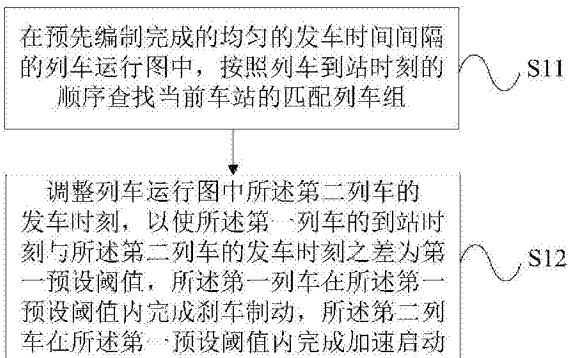 在预先编制完成的均匀的发车时间间隔
的列车运行图中，按照列车到站时刻的
顺序查找当前车站的匹配列车组
S11
调整列车运行图中所述第二列车的
发车时刻，以使所述第一列车的到站时
刻与所述第二列车的发车时刻之差为第
一预设阈值，所述第一列车在所述第一
预设阈值内完成刹车制动，所述第二列
车在所述第一预设阈值内完成加速启动
S12